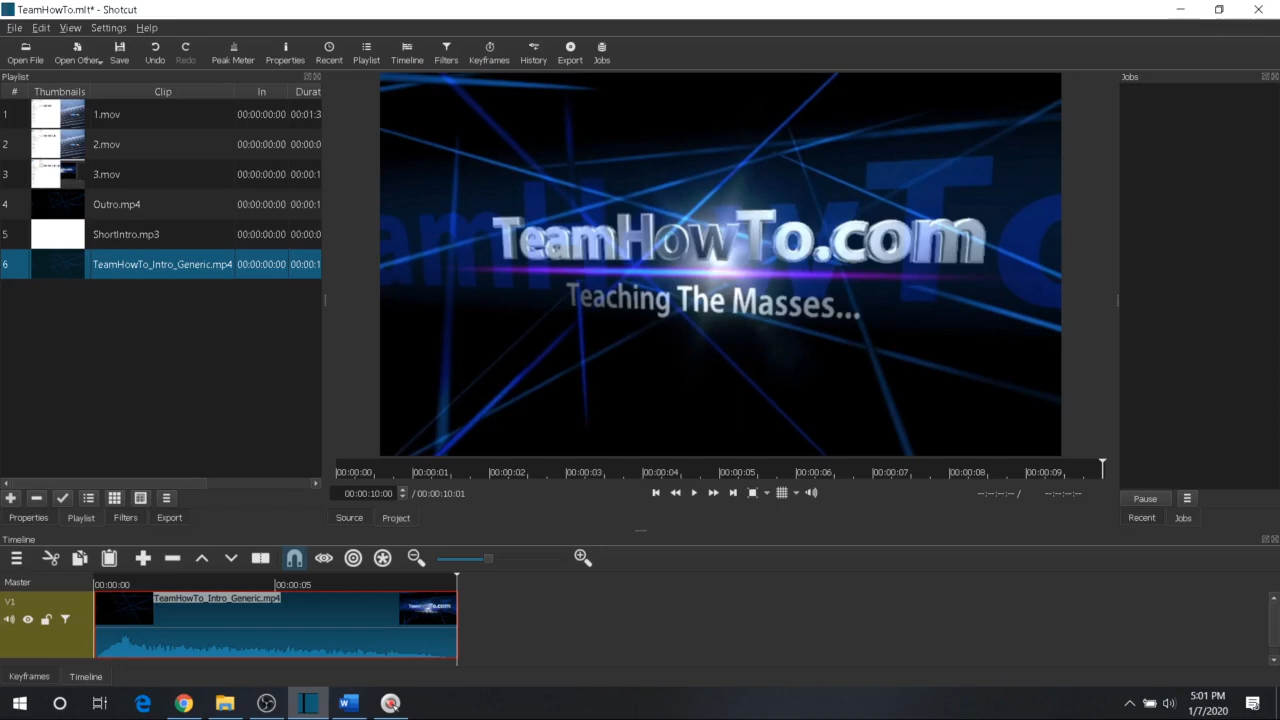 TeamHowTo.mlt* - Shotcut
File Edit View Settings Help
Open File Open Other Save Undo Redo Peak Meter Properties Recent Playlist Timeline Filters Keyframes History Export Jobs
Playlist
# Thumbnails Clip In Durat
1 1.mov 00:00:00:00 00:01:3
2 2.mov 00:00:00:00 00:00:0
3 3.mov 00:00:00:00 00:00:1
4 Outro.mp4 00:00:00:00 00:00:0
5 ShortIntro.mp3 00:00:00:00 00:00:0
6 TeamHowTo_Intro_Generic.mp4 00:00:00:00 00:00:1
TeamHowTo.com
Teaching The Masses...
Jobs
00:00:00 00:00:01 00:00:02 00:00:03 00:00:04 00:00:05 00:00:06 00:00:07 00:00:08 00:00:09
00:00:10:00 / 00:00:10:01 --:--:--:-- / --:--:--:--
Pause
Properties Playlist Filters Export
Source Project
Recent Jobs
Timeline
Master
00:00:00 00:00:05
V1
TeamHowTo_Intro_Generic.mp4
Keyframes Timeline
5:01 PM
1/7/2020